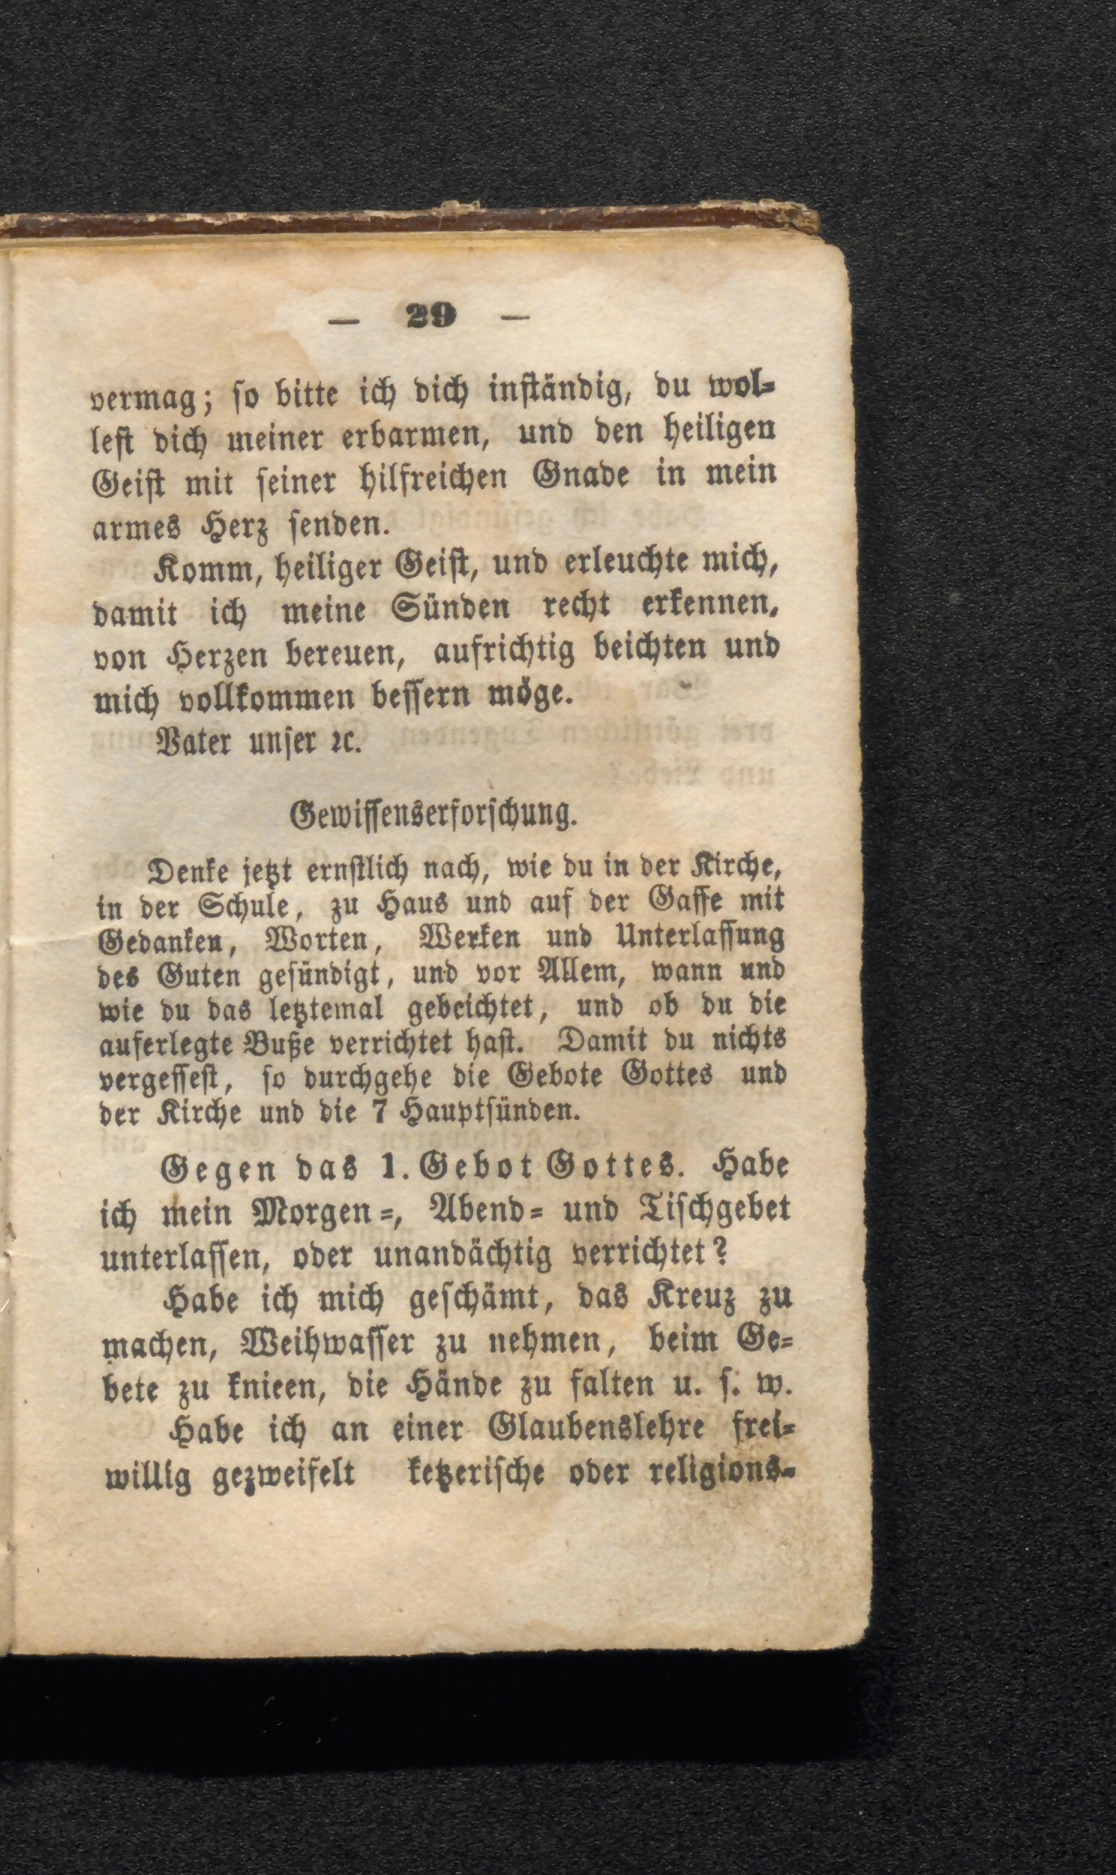 — 29 —
vermag; so bitte ich dich inständig, du wol-
lest dich meiner erbarmen, und den heiligen
Geist mit seiner hilfreichen Gnade in mein
armes Herz senden.
Komm, heiliger Geist, und erleuchte mich,
damit ich meine Sünden recht erkennen,
von Herzen bereuen, aufrichtig beichten und
mich vollkommen bessern möge.
Vater unser ꝛc.
Gewissenserforschung.
Denke jetzt ernstlich nach, wie du in der Kirche,
in der Schule, zu Haus und auf der Gasse mit
Gedanken, Worten, Werken und Unterlassung
des Guten gesündigt, und vor Allem, wann und
wie du das letztemal gebeichtet, und ob du die
auferlegte Buße verrichtet hast. Damit du nichts
vergessest, so durchgehe die Gebote Gottes und
der Kirche und die 7 Hauptsünden.
Gegen das 1. Gebot Gottes. Habe
ich mein Morgen-, Abend- und Tischgebet
unterlassen, oder unandächtig verrichtet?
Habe ich mich geschämt, das Kreuz zu
machen, Weihwasser zu nehmen, beim Ge-
bete zu knieen, die Hände zu falten u. s. w.
Habe ich an einer Glaubenslehre frei-
willig gezweifelt ketzerische oder religions-